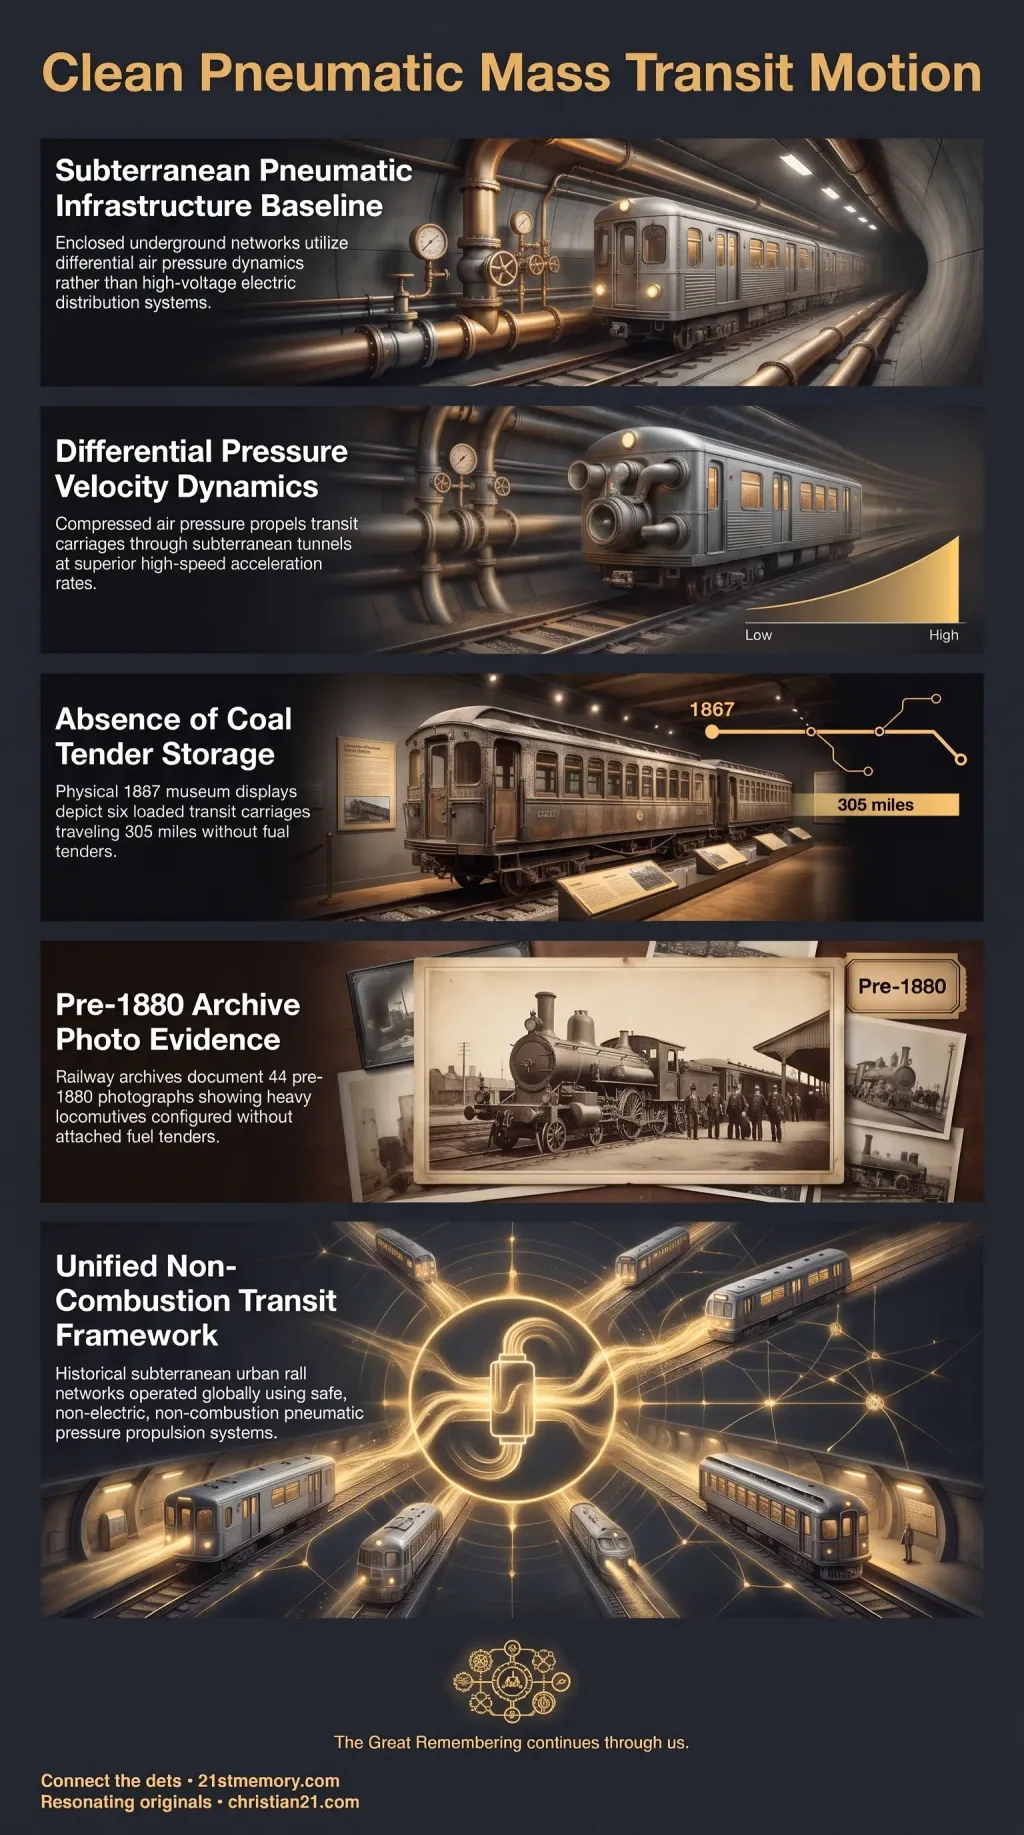 Clean Pneumatic Mass Transit Motion
Subterranean Pneumatic
Infrastructure Baseline
Enclosed underground networks utilize
differential air pressure dynamics
rather than high-voltage electric
distribution systems.
Differential Pressure
Velocity Dynamics
Compressed air pressure propels transit
carriages through subterranean tunnels
at superior high-speed acceleration
rates.
Low
High
Absence of Coal
Tender Storage
Physical 1887 museum displays
depict six loaded transit carriages
traveling 305 miles without fual
tenders.
1867
305 miles
Pre-1880 Archive
Photo Evidence
Railway archives document 44 pre-
1880 photographs showing heavy
locomutives configured without
attached fuel tenders.
Pre-1880
Unified Non-
Combustion Transit
Framework
Historical subterranean urban rall
networks operated globally using safe,
non-electric, non-combustion pneumatic
pressure propulsion systems.
The Great Remembering continues through us.
Connect the dets • 21stmemory.com
Resonating originals • christian21.com